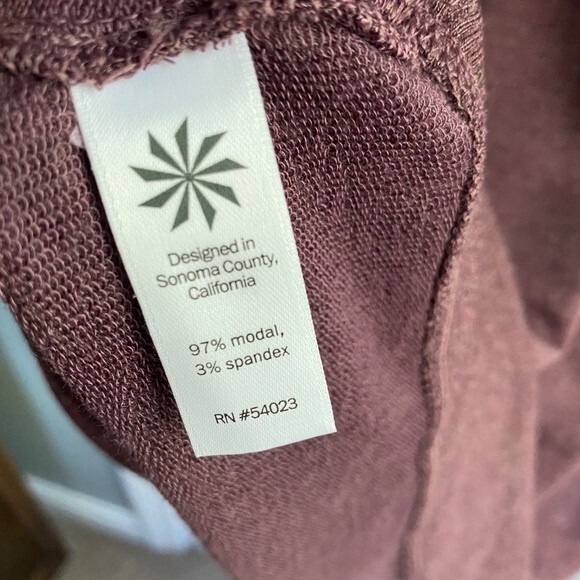 Designed in
Sonoma County,
California
97% modal,
3% spandex
RN #54023